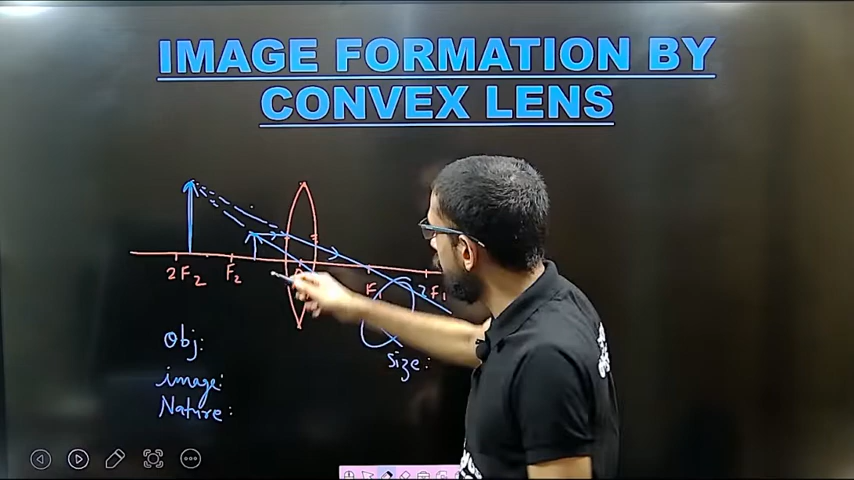 IMAGE FORMATION BY
CONVEX LENS
2F₂ F₂ F₁ 2F₁
Obj:
image:
Nature:
Size: